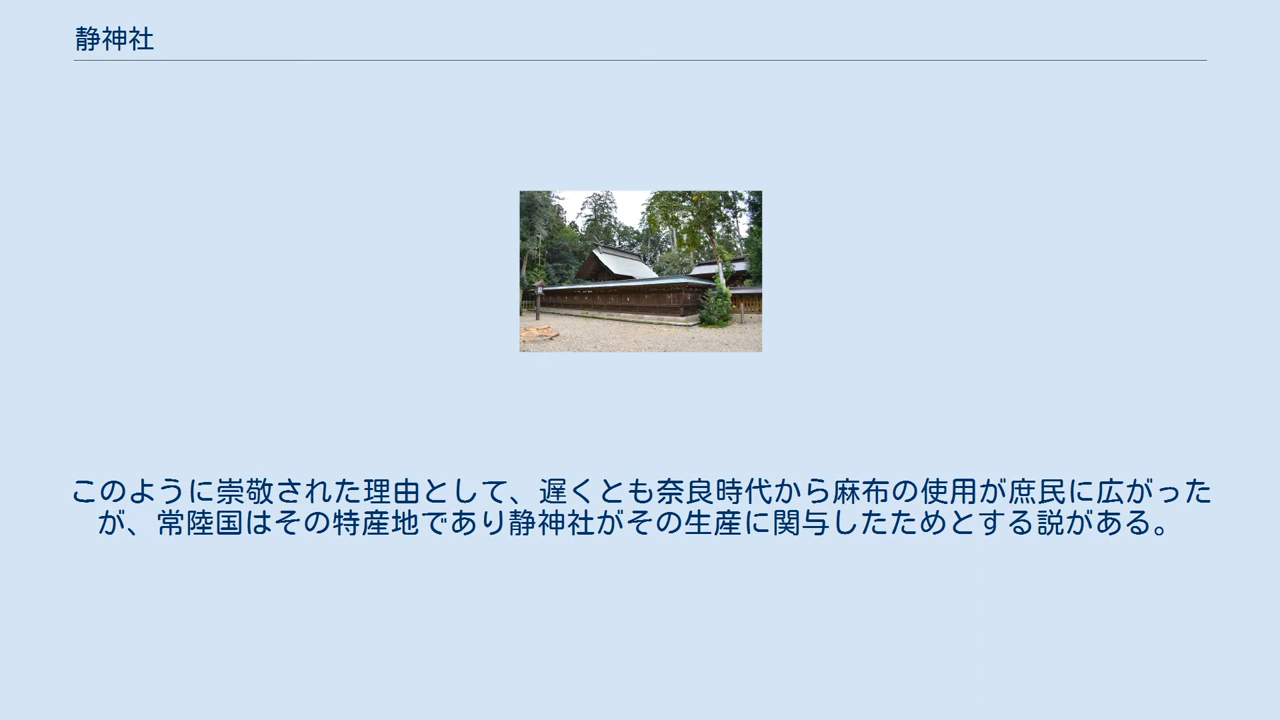 静神社
このように崇敬された理由として、遅くとも奈良時代から麻布の使用が庶民に広がった
が、常陸国はその特産地であり静神社がその生産に関与したためとする説がある。